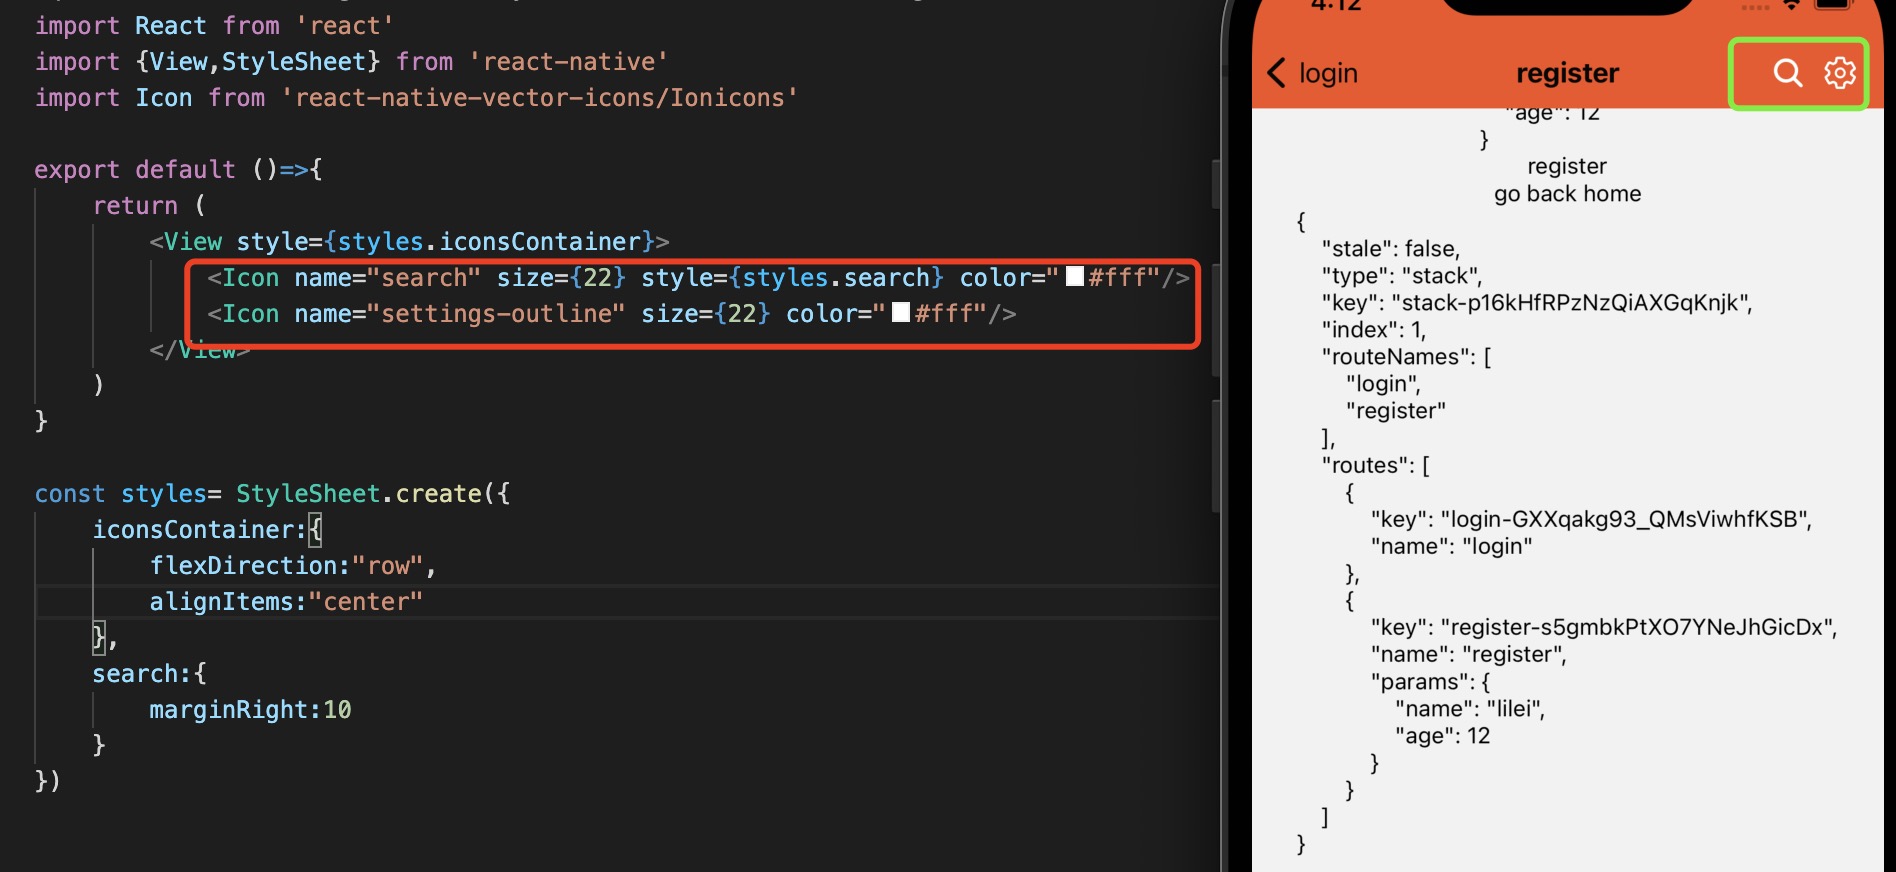 import React from 'react'
import {View,StyleSheet} from 'react-native'
import Icon from 'react-native-vector-icons/Ionicons'
export default ()=>{
return (
<View style={styles.iconsContainer}>
<Icon name="search" size={22} style={styles.search} color="#fff"/>
<Icon name="settings-outline" size={22} color="#fff"/>
</View>
)
}
const styles= StyleSheet.create({
iconsContainer:{
flexDirection:"row",
alignItems:"center"
},
search:{
marginRight:10
}
})
4:12
login
register
"age": 12
}
register
go back home
{
"stale": false,
"type": "stack",
"key": "stack-p16kHfRPzNzQiAXGqKnjk",
"index": 1,
"routeNames": [
"login",
"register"
],
"routes": [
{
"key": "login-GXXqakg93_QMsViwhfKSB",
"name": "login"
},
{
"key": "register-s5gmbkPtXO7YNeJhGicDx",
"name": "register",
"params": {
"name": "lilei",
"age": 12
}
}
]
}